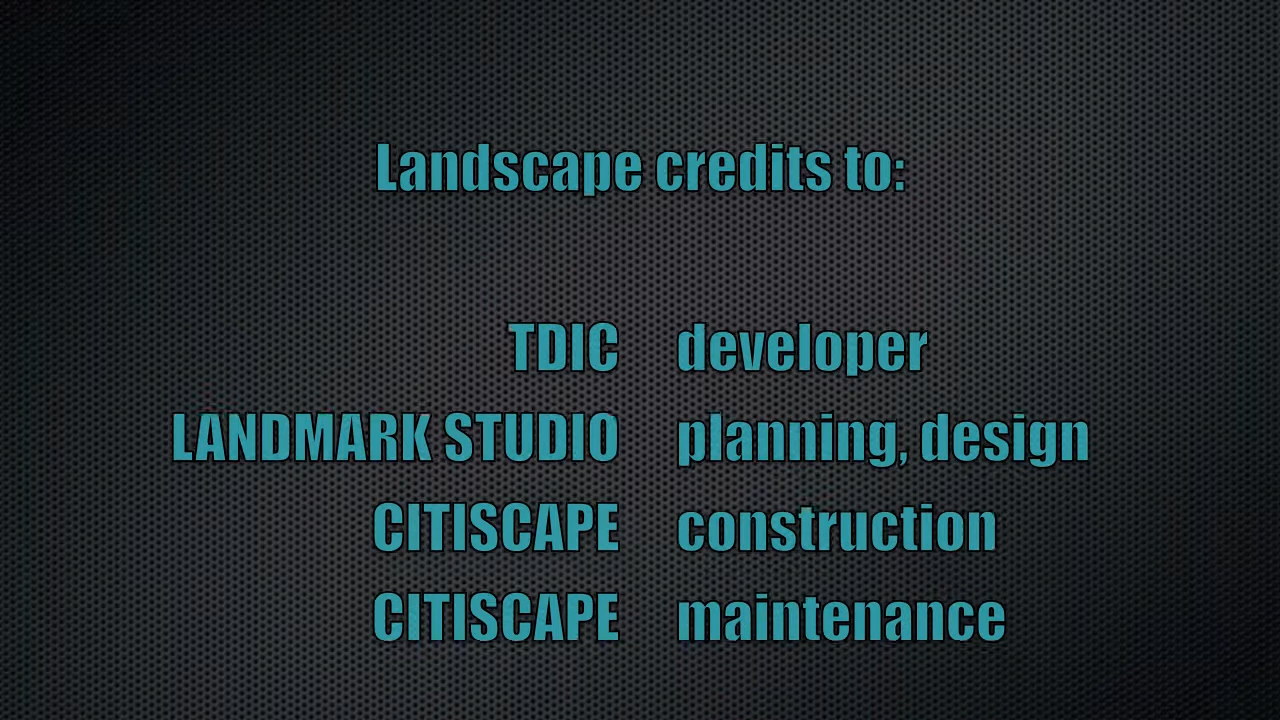 Landscape credits to:
TDIC developer
LANDMARK STUDIO planning, design
CITISCAPE construction
CITISCAPE maintenance